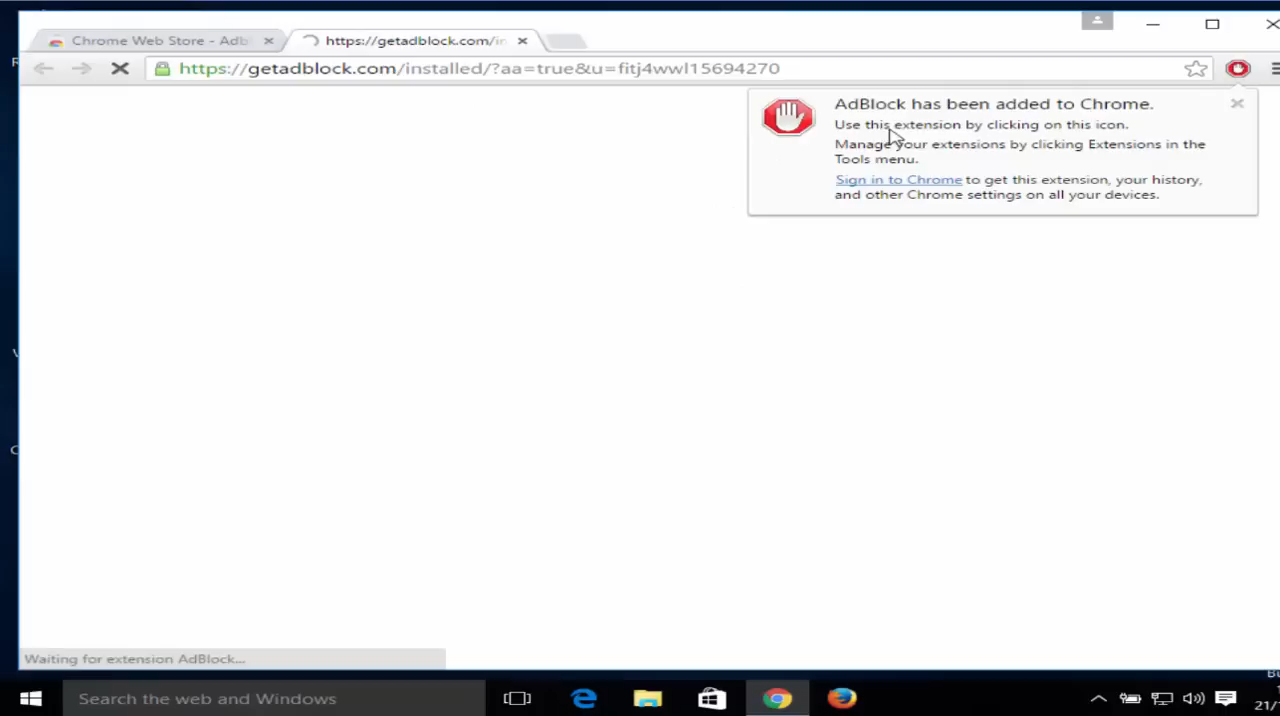 Chrome Web Store - Adb
https://getadblock.com/in
https://getadblock.com/installed/?aa=true&u=fitj4wwl15694270
AdBlock has been added to Chrome.
Use this extension by clicking on this icon.
Manage your extensions by clicking Extensions in the
Tools menu.
Sign in to Chrome to get this extension, your history,
and other Chrome settings on all your devices.
Waiting for extension AdBlock...
Search the web and Windows
21/